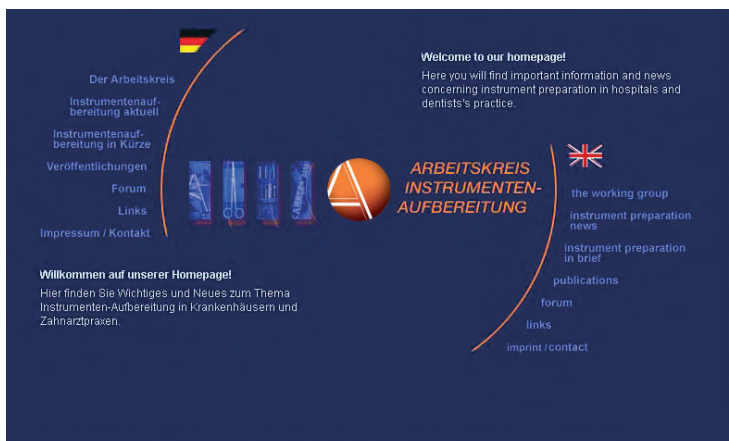 Der Arbeitskreis
Instrumentenauf-
bereitung aktuell
Instrumentenauf-
bereitung in Kürze
Veröffentlichungen
Forum
Links
Impressum / Kontakt
Willkommen auf unserer Homepage!
Hier finden Sie Wichtiges und Neues zum Thema
Instrumenten-Aufbereitung in Krankenhäusern und
Zahnarztpraxen.
ARBEITSKREIS
INSTRUMENTEN-
AUFBEREITUNG
Welcome to our homepage!
Here you will find important information and news
concerning instrument preparation in hospitals and
dentists's practice.
the working group
instrument preparation
news
instrument preparation
in brief
publications
forum
links
imprint / contact